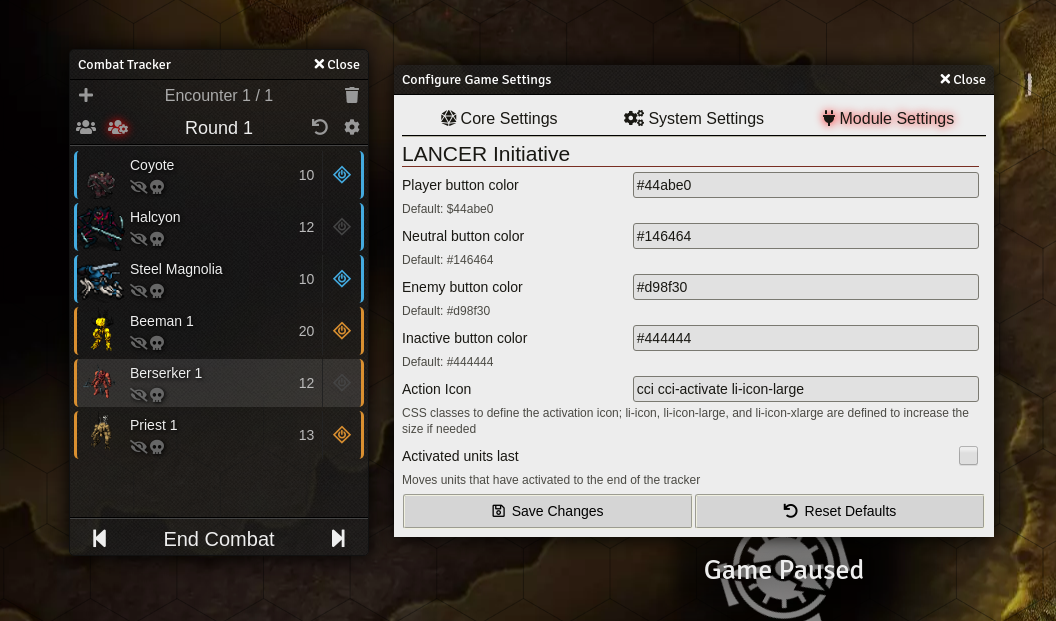 Combat Tracker
Close
Encounter 1 / 1
Round 1
Coyote
10
Halcyon
12
Steel Magnolia
10
Beeman 1
20
Berserker 1
12
Priest 1
13
End Combat
Configure Game Settings
Close
Core Settings
System Settings
Module Settings
LANCER Initiative
Player button color
#44abe0
Default: $44abe0
Neutral button color
#146464
Default: #146464
Enemy button color
#d98f30
Default: #d98f30
Inactive button color
#444444
Default: #444444
Action Icon
cci cci-activate li-icon-large
CSS classes to define the activation icon; li-icon, li-icon-large, and li-icon-xlarge are defined to increase the
size if needed
Activated units last
Moves units that have activated to the end of the tracker
Save Changes
Reset Defaults
Game Paused